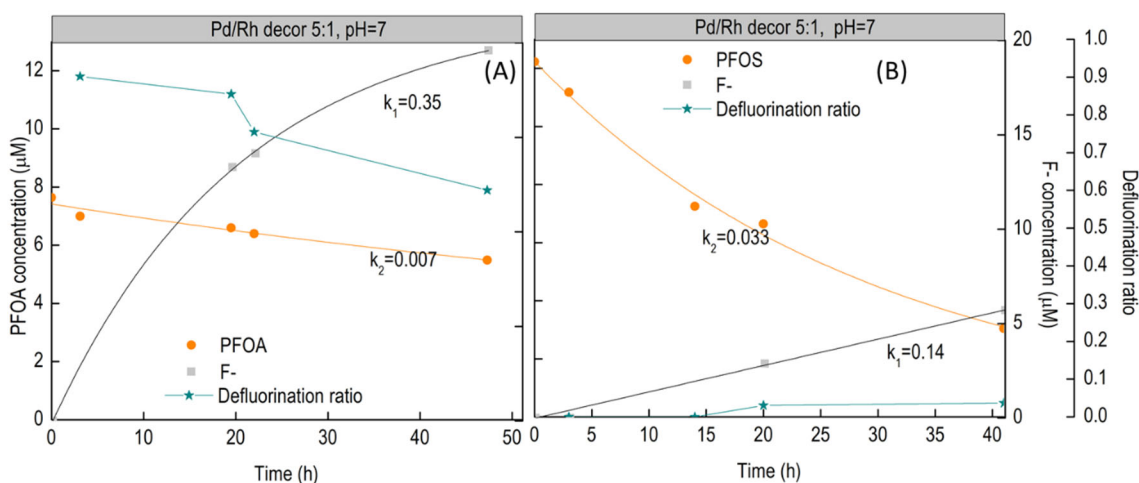 Pd/Rh decor 5:1, pH=7
(A)
k1=0.35
k2=0.007
PFOA
F-
Defluorination ratio
PFOA concentration (μM)
12
10
8
6
4
2
0
0 10 20 30 40 50
Time (h)
Pd/Rh decor 5:1, pH=7
PFOS
F-
Defluorination ratio
(B)
k2=0.033
k1=0.14
0 5 10 15 20 25 30 35 40
Time (h)
20
15
10
5
0
F- concentration (μM)
1.0
0.9
0.8
0.7
0.6
0.5
0.4
0.3
0.2
0.1
0.0
Defluorination ratio